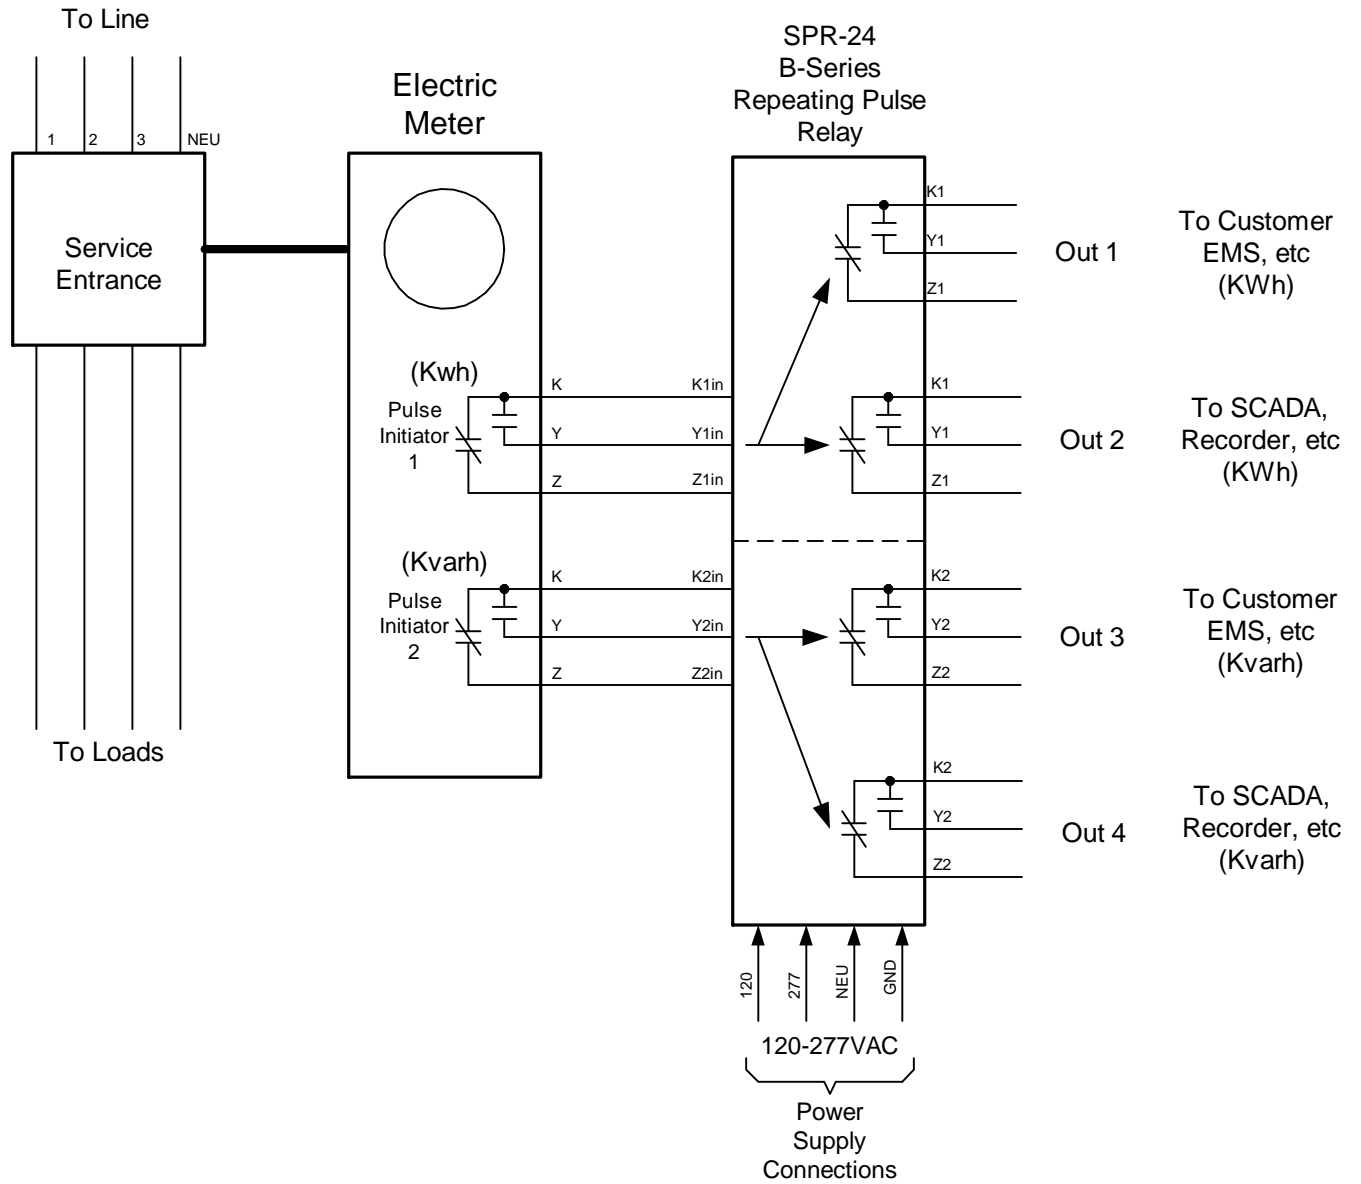 To Line
1
2
3
NEU
Service
Entrance
To Loads
Electric
Meter
(Kwh)
Pulse
Initiator
1
K
Y
Z
(Kvarh)
Pulse
Initiator
2
K
Y
Z
SPR-24
B-Series
Repeating Pulse
Relay
K1in
Y1in
Z1in
K2in
Y2in
Z2in
K1
Y1
Z1
Out 1
To Customer
EMS, etc
(KWh)
K1
Y1
Z1
Out 2
To SCADA,
Recorder, etc
(KWh)
K2
Y2
Z2
Out 3
To Customer
EMS, etc
(Kvarh)
K2
Y2
Z2
Out 4
To SCADA,
Recorder, etc
(Kvarh)
120
277
NEU
GND
120-277VAC
Power
Supply
Connections